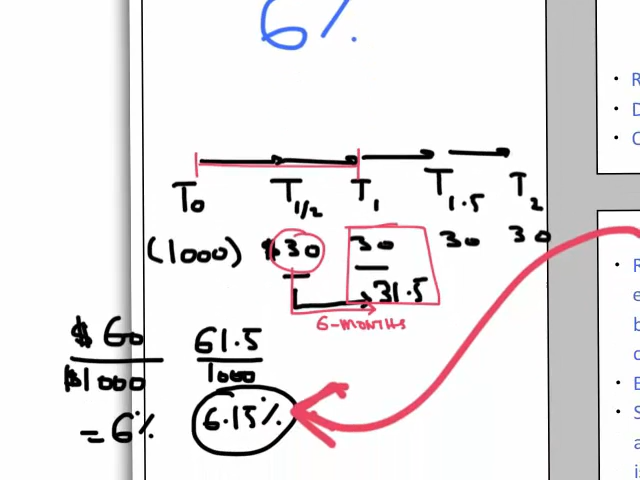 6%
T0 T1/2 T1 T1.5 T2
(1000) $30 30 30 30
31.5
6-MONTHS
$60 61.5
$1000 1000
=6% 6.15%